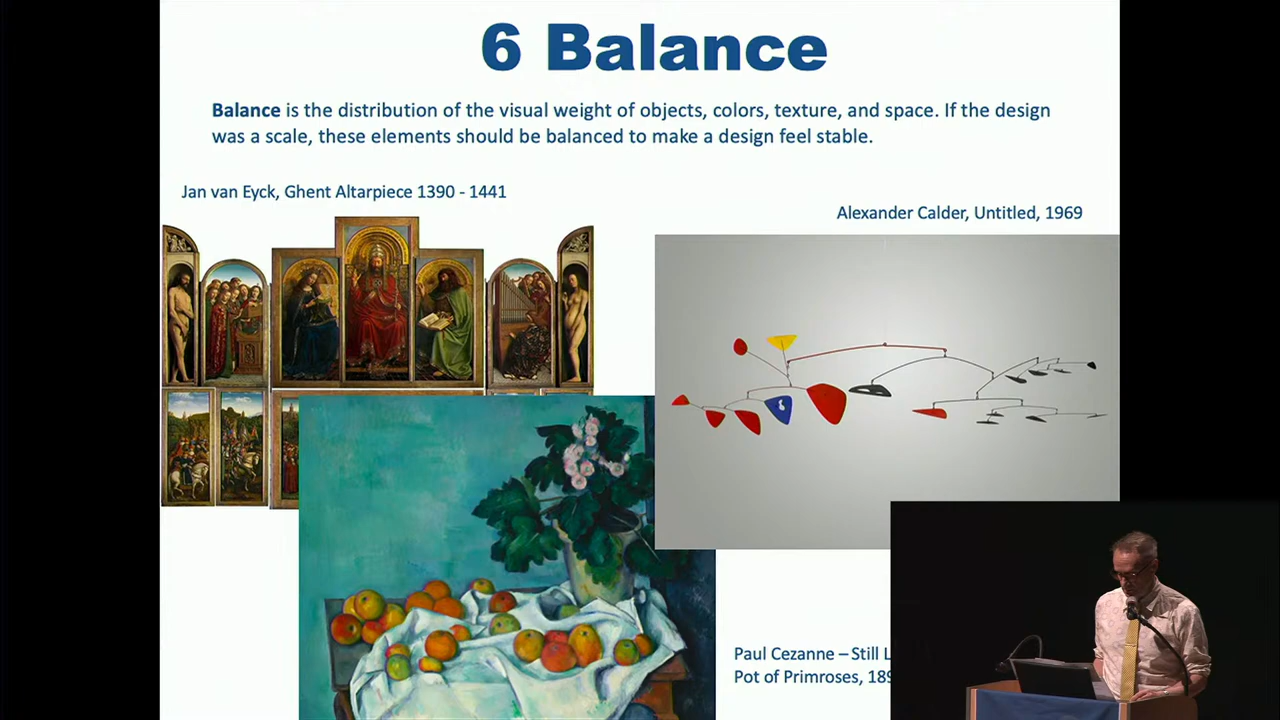 6 Balance
Balance is the distribution of the visual weight of objects, colors, texture, and space. If the design
was a scale, these elements should be balanced to make a design feel stable.
Jan van Eyck, Ghent Altarpiece 1390 - 1441
Alexander Calder, Untitled, 1969
Paul Cezanne – Still
Pot of Primroses,